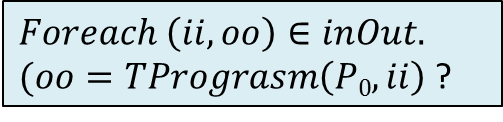 Foreach (ii, oo) ∈ inOut.
(oo = TPrograsm(P₀, ii) ?